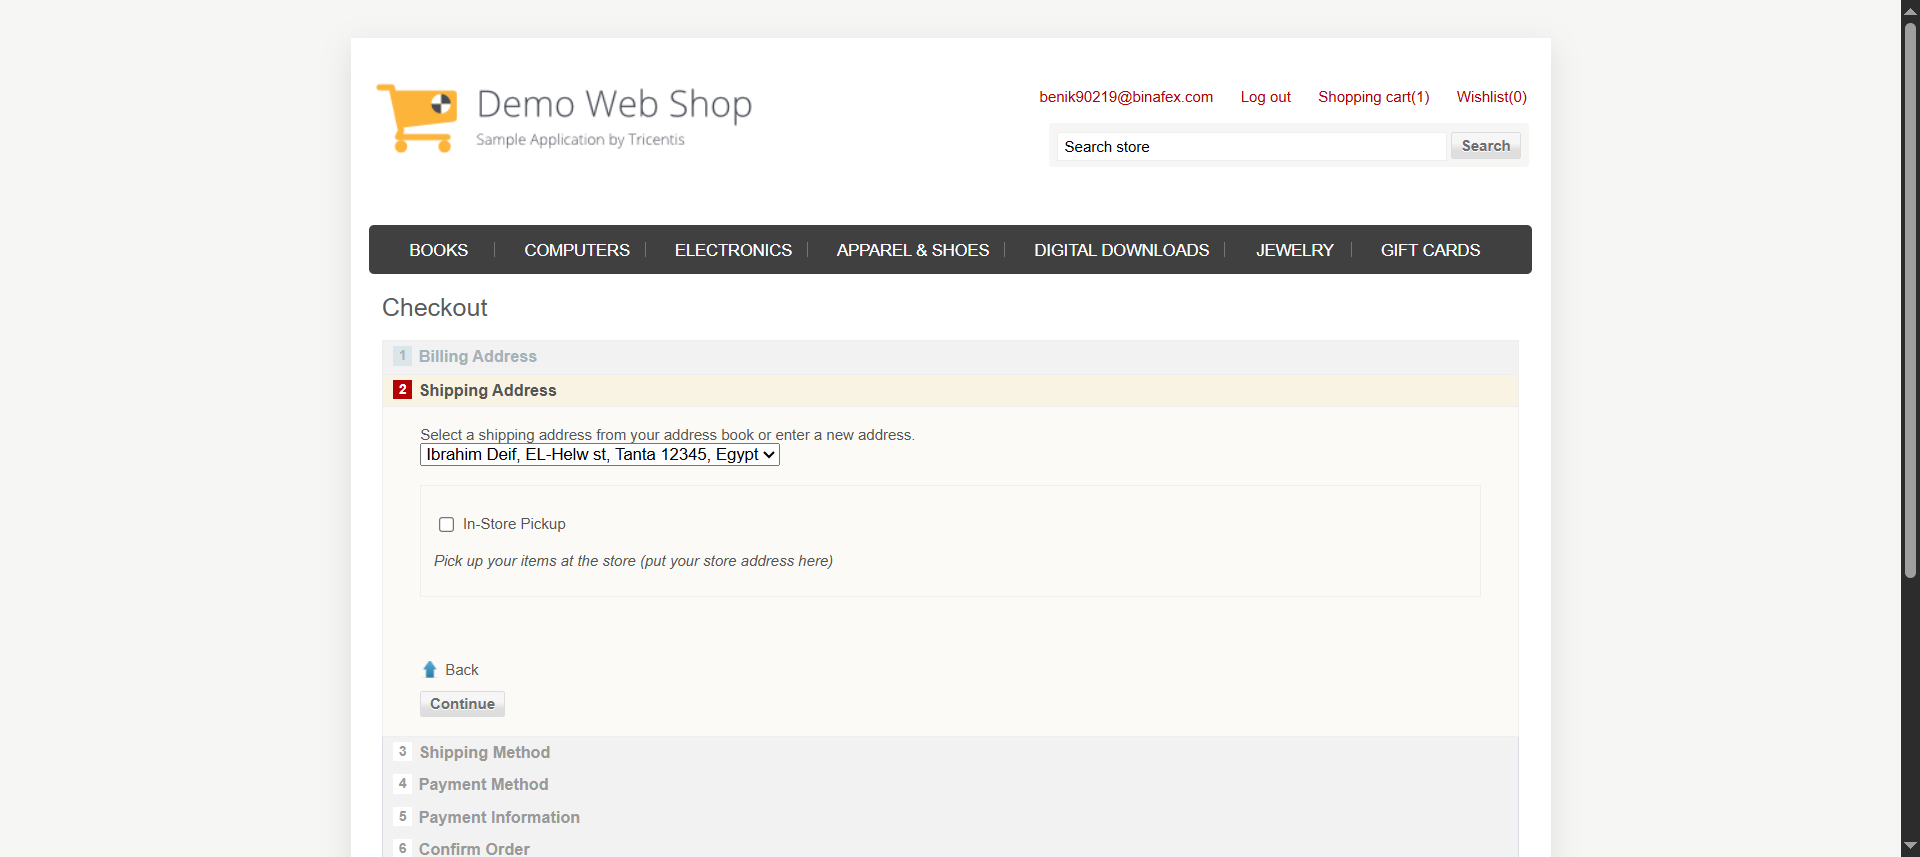 Demo Web Shop
Sample Application by Tricentis
benik90219@binafex.com Log out Shopping cart(1) Wishlist(0)
Search store Search
BOOKS COMPUTERS ELECTRONICS APPAREL & SHOES DIGITAL DOWNLOADS JEWELRY GIFT CARDS
Checkout
1 Billing Address
2 Shipping Address
Select a shipping address from your address book or enter a new address.
Ibrahim Deif, EL-Helw st, Tanta 12345, Egypt
In-Store Pickup
Pick up your items at the store (put your store address here)
Back
Continue
3 Shipping Method
4 Payment Method
5 Payment Information
6 Confirm Order